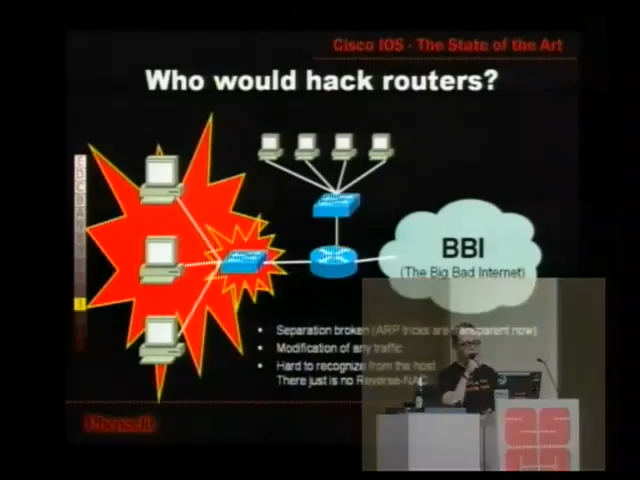 Cisco IOS - The State of the Art
Who would hack routers?
BBI
(The Big Bad Internet)
• Separation broken (ARP tricks are transparent now)
• Modification of any traffic
• Hard to recognize from the host
There just is no Reverse-NAC